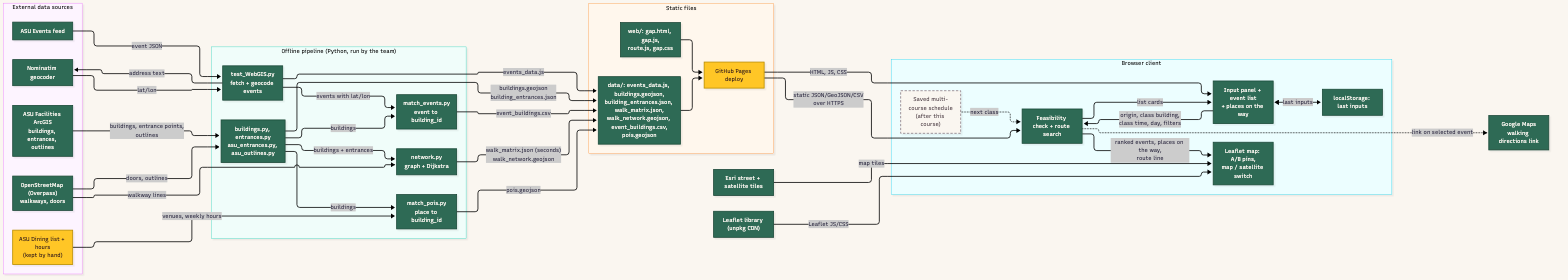 External data sources
ASU Events feed
Nominatim
geocoder
ASU Facilities
ArcGIS
buildings,
entrances,
outlines
OpenStreetMap
(Overpass)
walkways, doors
ASU Dining list +
hours
(kept by hand)
event JSON
address text
lat/lon
buildings, entrance points,
outlines
doors, outlines
walkway lines
venues, weekly hours
Offline pipeline (Python, run by the team)
test_WebGIS.py
fetch + geocode
events
buildings.py,
entrances.py,
asu_entrances.py,
asu_outlines.py
events with lat/lon
buildings
buildings + entrances
buildings
match_events.py
event to
building_id
network.py
graph + Dijkstra
match_pois.py
place to
building_id
events_data.js
buildings.geojson
building_entrances.json
event_buildings.csv
walk_matrix.json (seconds)
walk_network.geojson
pois.geojson
Static files
web/: gap.html,
gap.js,
route.js, gap.css
data/: events_data.js,
buildings.geojson,
building_entrances.json,
walk_matrix.json,
walk_network.geojson,
event_buildings.csv,
pois.geojson
GitHub Pages
deploy
HTML, JS, CSS
static JSON/GeoJSON/CSV
over HTTPS
Esri street +
satellite tiles
Leaflet library
(unpkg CDN)
map tiles
Leaflet JS/CSS
Browser client
Saved multi-
course schedule
(after this
course)
next class
Feasibility
check + route
search
list cards
origin, class building,
class time, day, filters
ranked events, places on
the way,
route line
Input panel +
event list
+ places on the
way
Leaflet map:
A/B pins,
map / satellite
switch
last inputs
localStorage:
last inputs
link on selected event
Google Maps
walking
directions link